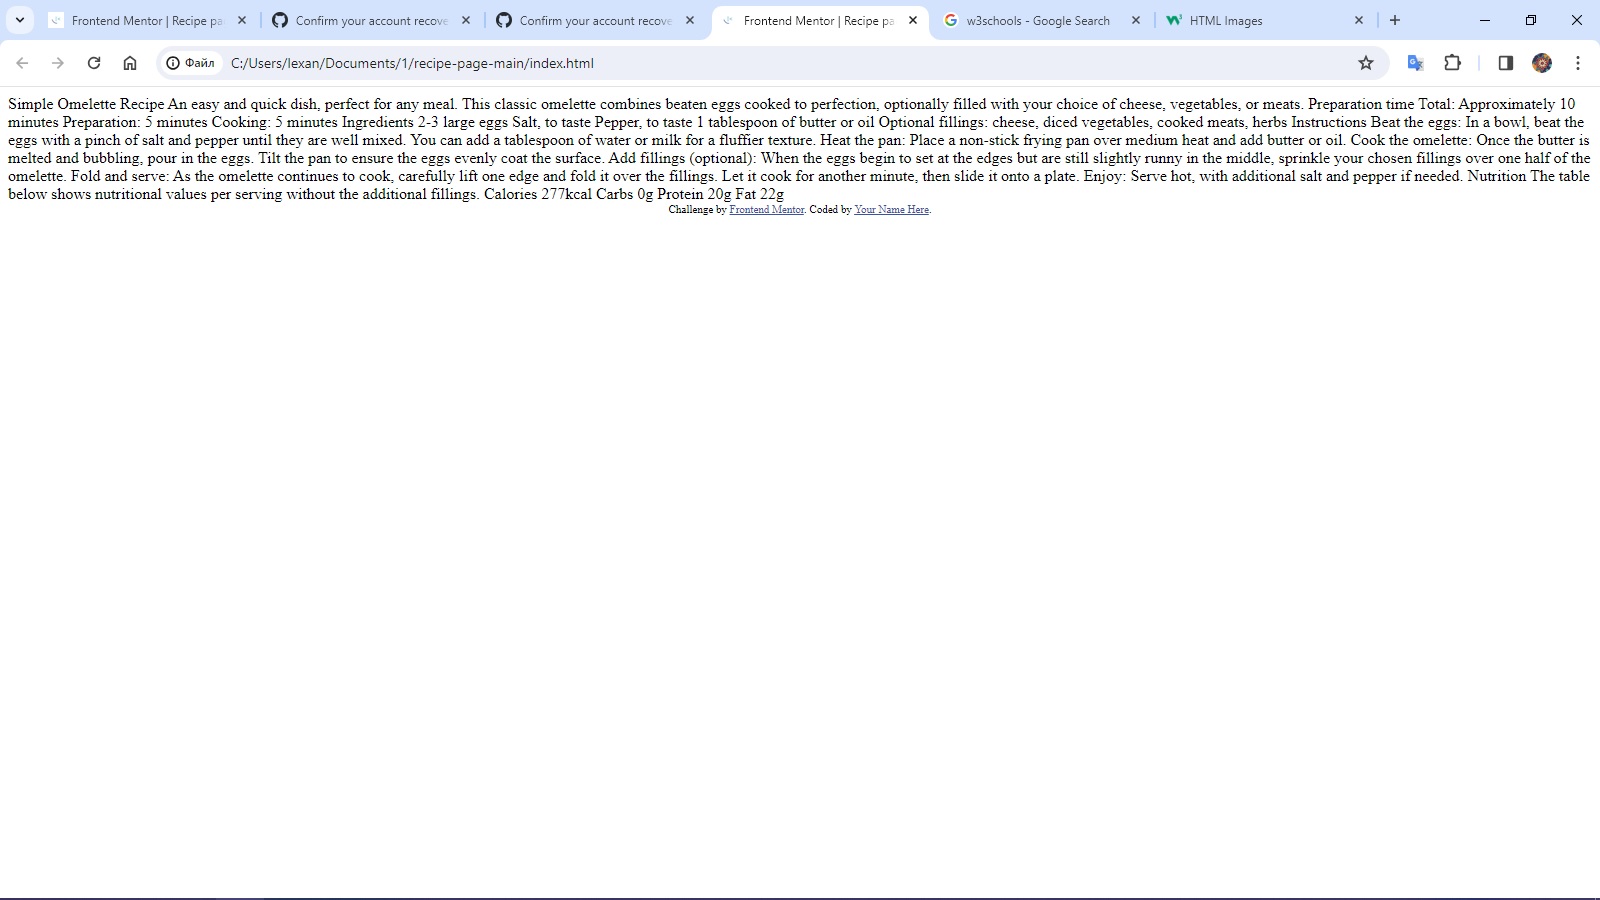 Frontend Mentor | Recipe pa
Confirm your account recove
Confirm your account recove
Frontend Mentor | Recipe pa
w3schools - Google Search
HTML Images
Файл
C:/Users/lexan/Documents/1/recipe-page-main/index.html
Simple Omelette Recipe An easy and quick dish, perfect for any meal. This classic omelette combines beaten eggs cooked to perfection, optionally filled with your choice of cheese, vegetables, or meats. Preparation time Total: Approximately 10
minutes Preparation: 5 minutes Cooking: 5 minutes Ingredients 2-3 large eggs Salt, to taste Pepper, to taste 1 tablespoon of butter or oil Optional fillings: cheese, diced vegetables, cooked meats, herbs Instructions Beat the eggs: In a bowl, beat the
eggs with a pinch of salt and pepper until they are well mixed. You can add a tablespoon of water or milk for a fluffier texture. Heat the pan: Place a non-stick frying pan over medium heat and add butter or oil. Cook the omelette: Once the butter is
melted and bubbling, pour in the eggs. Tilt the pan to ensure the eggs evenly coat the surface. Add fillings (optional): When the eggs begin to set at the edges but are still slightly runny in the middle, sprinkle your chosen fillings over one half of the
omelette. Fold and serve: As the omelette continues to cook, carefully lift one edge and fold it over the fillings. Let it cook for another minute, then slide it onto a plate. Enjoy: Serve hot, with additional salt and pepper if needed. Nutrition The table
below shows nutritional values per serving without the additional fillings. Calories 277kcal Carbs 0g Protein 20g Fat 22g
Challenge by Frontend Mentor. Coded by Your Name Here.